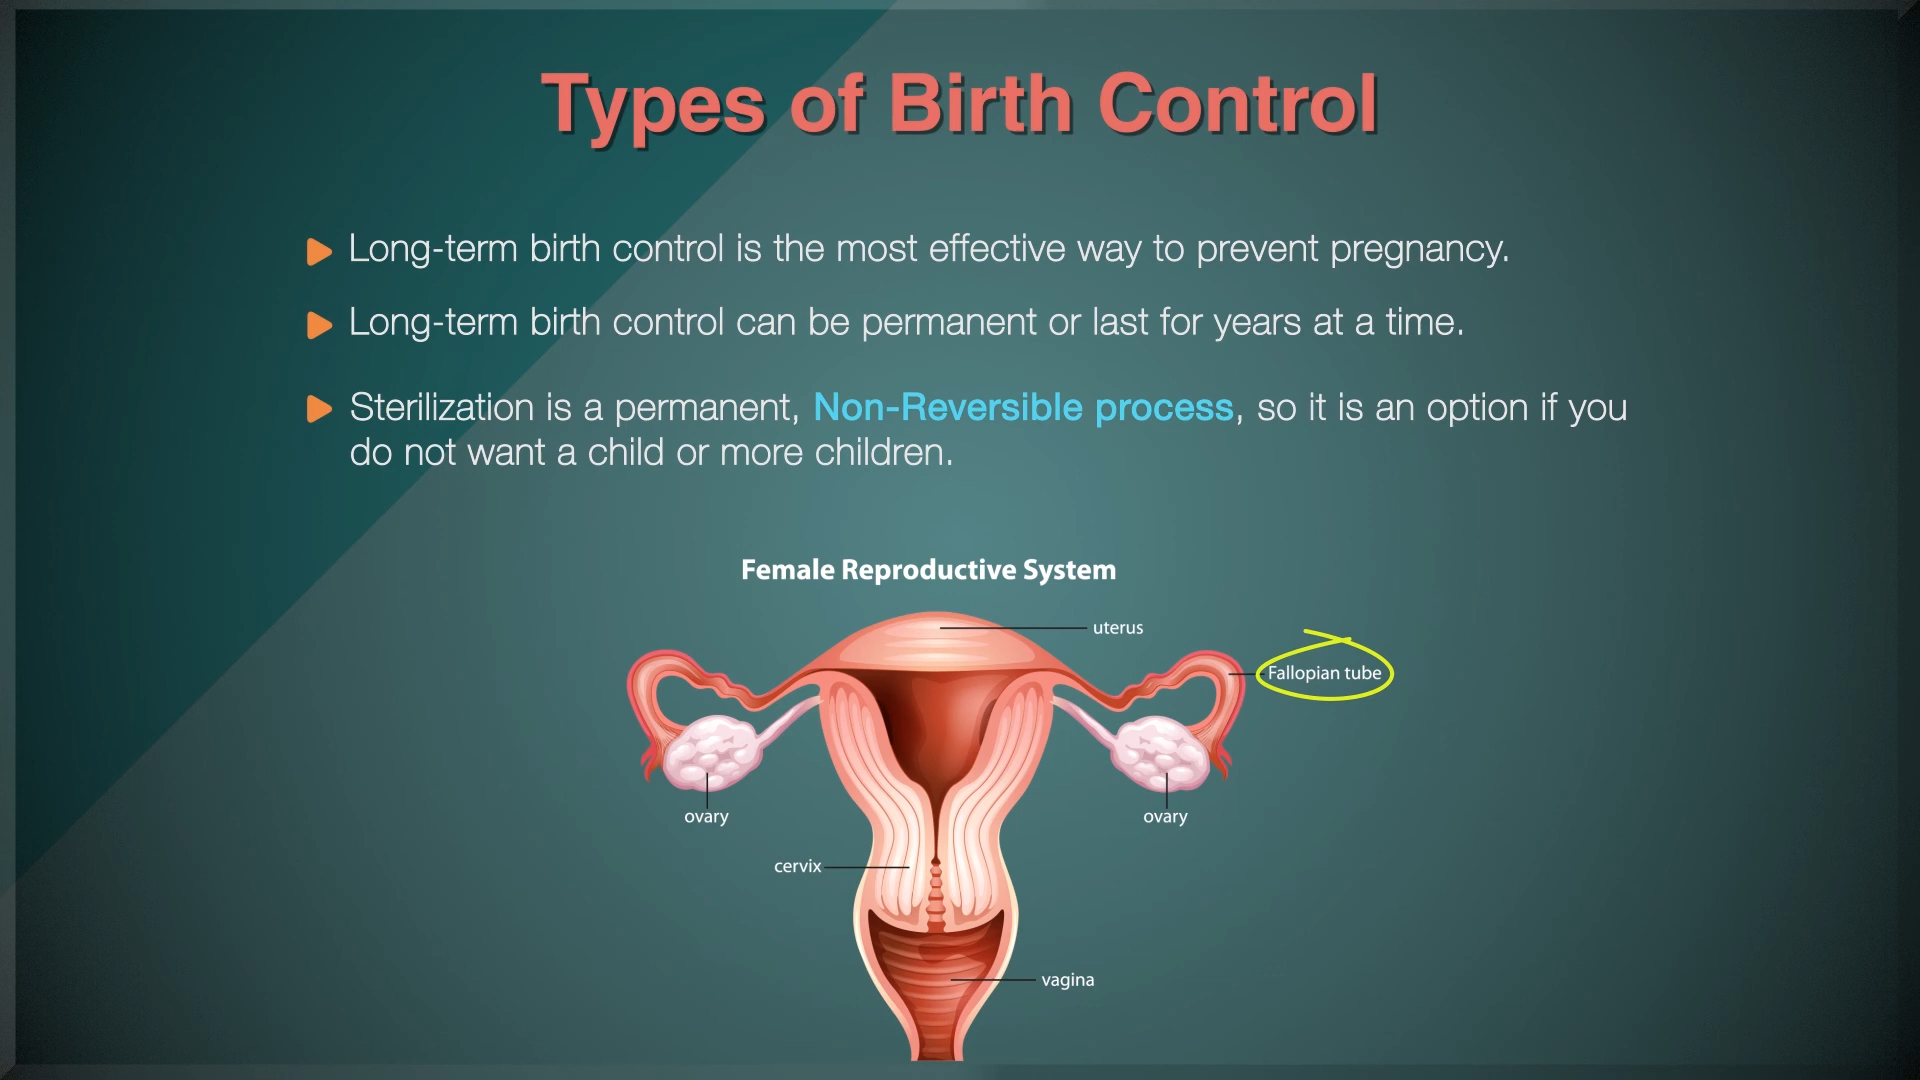 Types of Birth Control
Long-term birth control is the most effective way to prevent pregnancy.
Long-term birth control can be permanent or last for years at a time.
Sterilization is a permanent, Non-Reversible process, so it is an option if you
do not want a child or more children.
Female Reproductive System
uterus
Fallopian tube
ovary
ovary
cervix
vagina